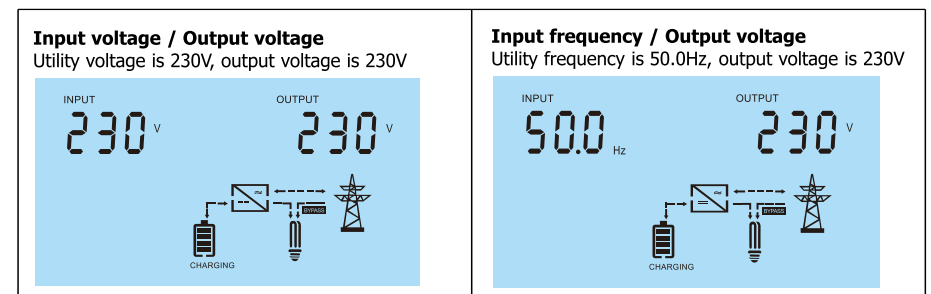 Input voltage / Output voltage
Utility voltage is 230V, output voltage is 230V
INPUT
230 V
OUTPUT
230 V
BYPASS
CHARGING
Input frequency / Output voltage
Utility frequency is 50.0Hz, output voltage is 230V
INPUT
50.0 Hz
OUTPUT
230 V
BYPASS
CHARGING